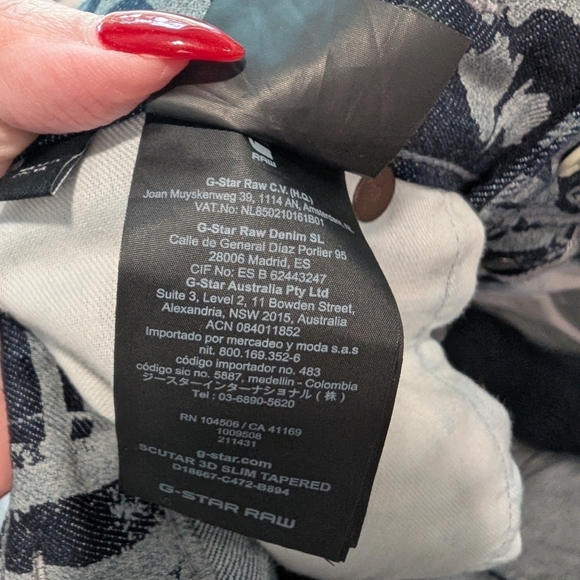 RAW
G-Star Raw C.V. (H.Q.)
Joan Muyskenweg 39, 1114 AN, Amsterdam,
VAT.No: NL850210161B01
G-Star Raw Denim SL
Calle de General Díaz Porlier 95
28006 Madrid, ES
CIF No: ES B 62443247
G-Star Australia Pty Ltd
Suite 3, Level 2, 11 Bowden Street,
Alexandria, NSW 2015, Australia
ACN 084011852
Importado por mercadeo y moda s.a.s
nit. 800.169.352-6
código importador no. 483
código sic no. 5887, medellin - Colombia
ジースターインターナショナル（株）
Tel : 03-6890-5620
RN 104506 / CA 41169
1009508
211431
g-star.com
SCUTAR 3D SLIM TAPERED
D18667-C472-B894
G-STAR RAW